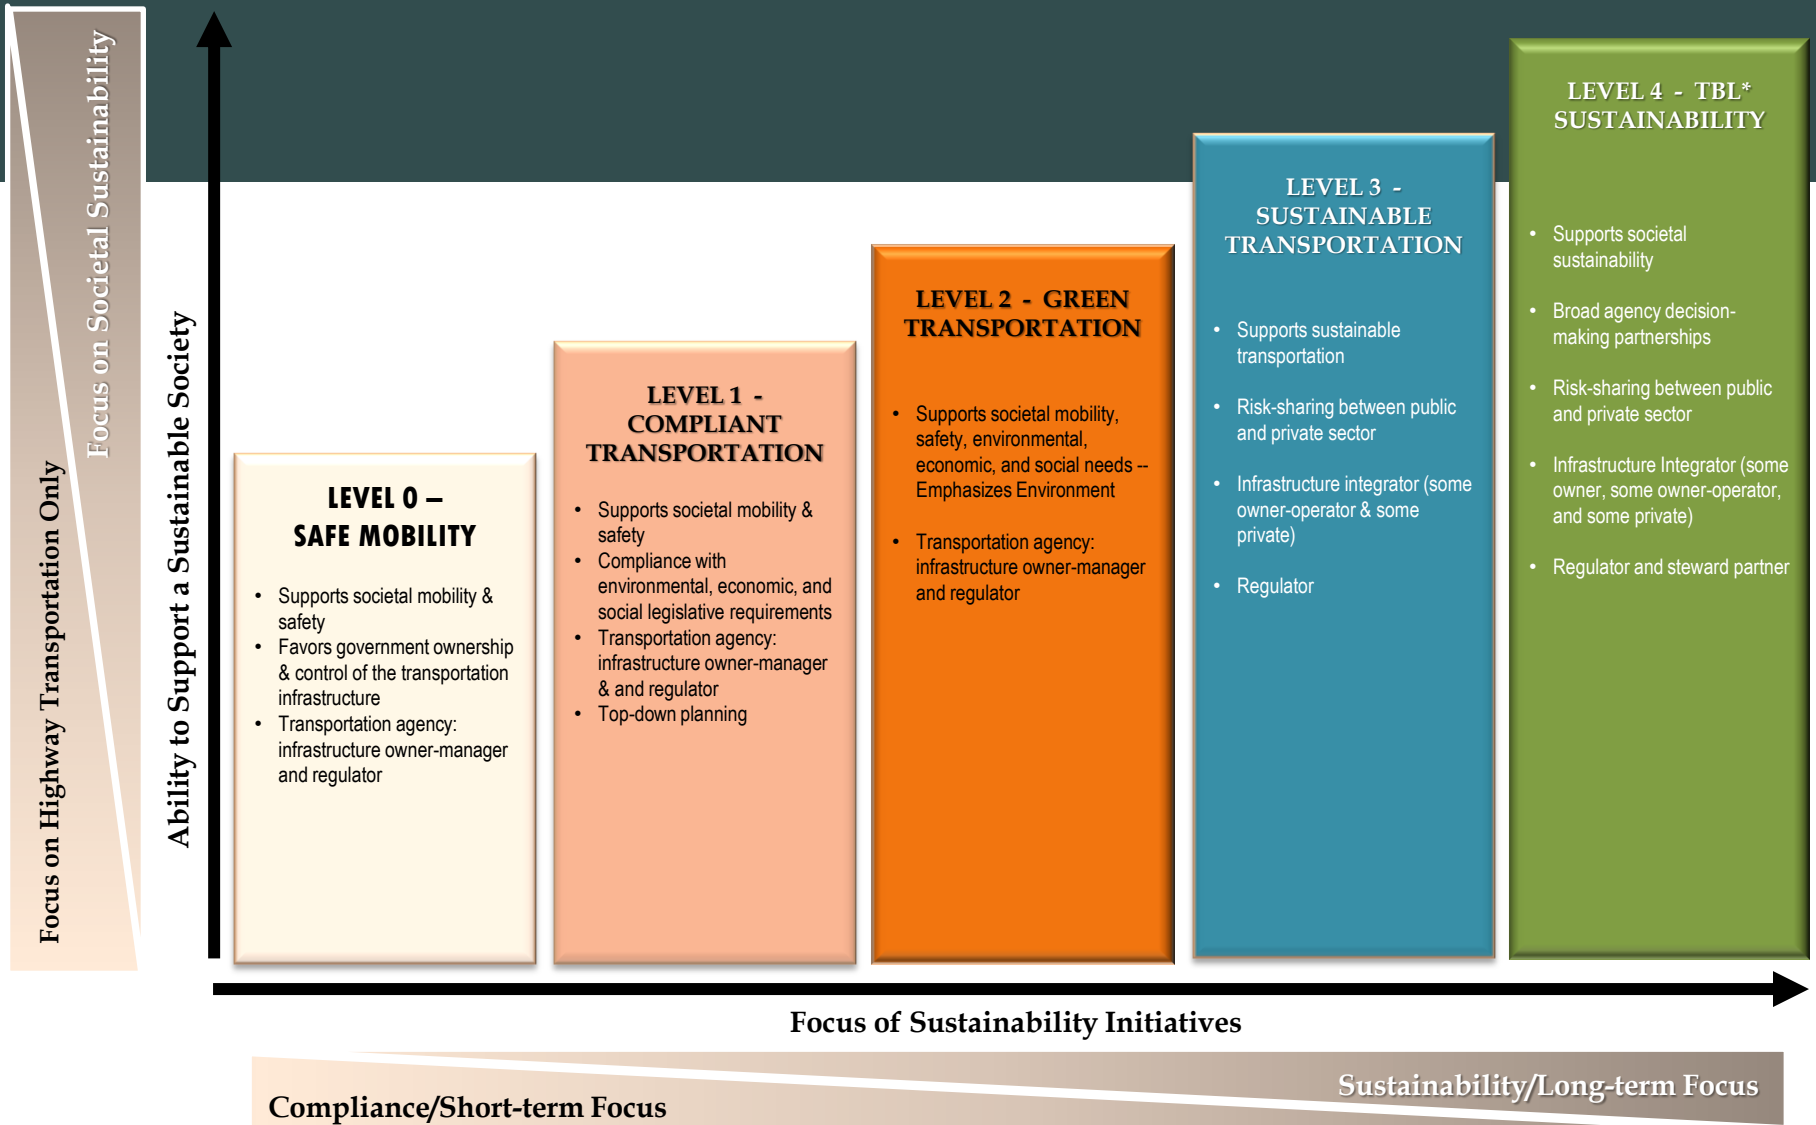 Focus on Societal Sustainability
Focus on Highway Transportation Only
Ability to Support a Sustainable Society
LEVEL 0 –
SAFE MOBILITY
• Supports societal mobility &
safety
• Favors government ownership
& control of the transportation
infrastructure
• Transportation agency:
infrastructure owner-manager
and regulator
LEVEL 1 -
COMPLIANT
TRANSPORTATION
• Supports societal mobility &
safety
• Compliance with
environmental, economic, and
social legislative requirements
• Transportation agency:
infrastructure owner-manager
& and regulator
• Top-down planning
LEVEL 2 - GREEN
TRANSPORTATION
• Supports societal mobility,
safety, environmental,
economic, and social needs --
Emphasizes Environment
• Transportation agency:
infrastructure owner-manager
and regulator
LEVEL 3 -
SUSTAINABLE
TRANSPORTATION
• Supports sustainable
transportation
• Risk-sharing between public
and private sector
• Infrastructure integrator (some
owner-operator & some
private)
• Regulator
LEVEL 4 - TBL*
SUSTAINABILITY
• Supports societal
sustainability
• Broad agency decision-
making partnerships
• Risk-sharing between public
and private sector
• Infrastructure Integrator (some
owner, some owner-operator,
and some private)
• Regulator and steward partner
Focus of Sustainability Initiatives
Compliance/Short-term Focus
Sustainability/Long-term Focus